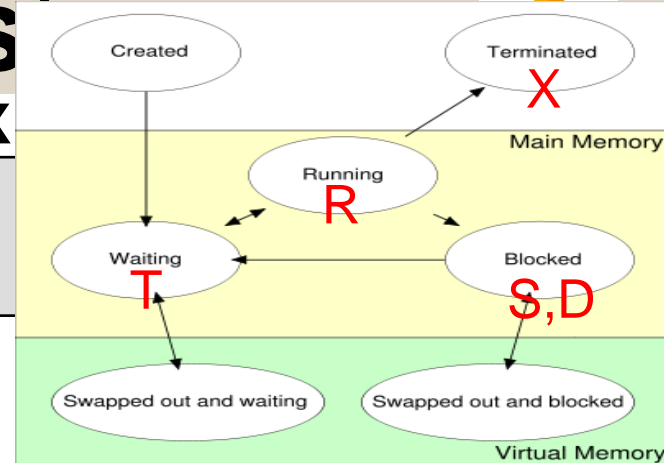 Created
Terminated
X
Main Memory
Running
R
Waiting
T
Blocked
S,D
Swapped out and waiting
Swapped out and blocked
Virtual Memory